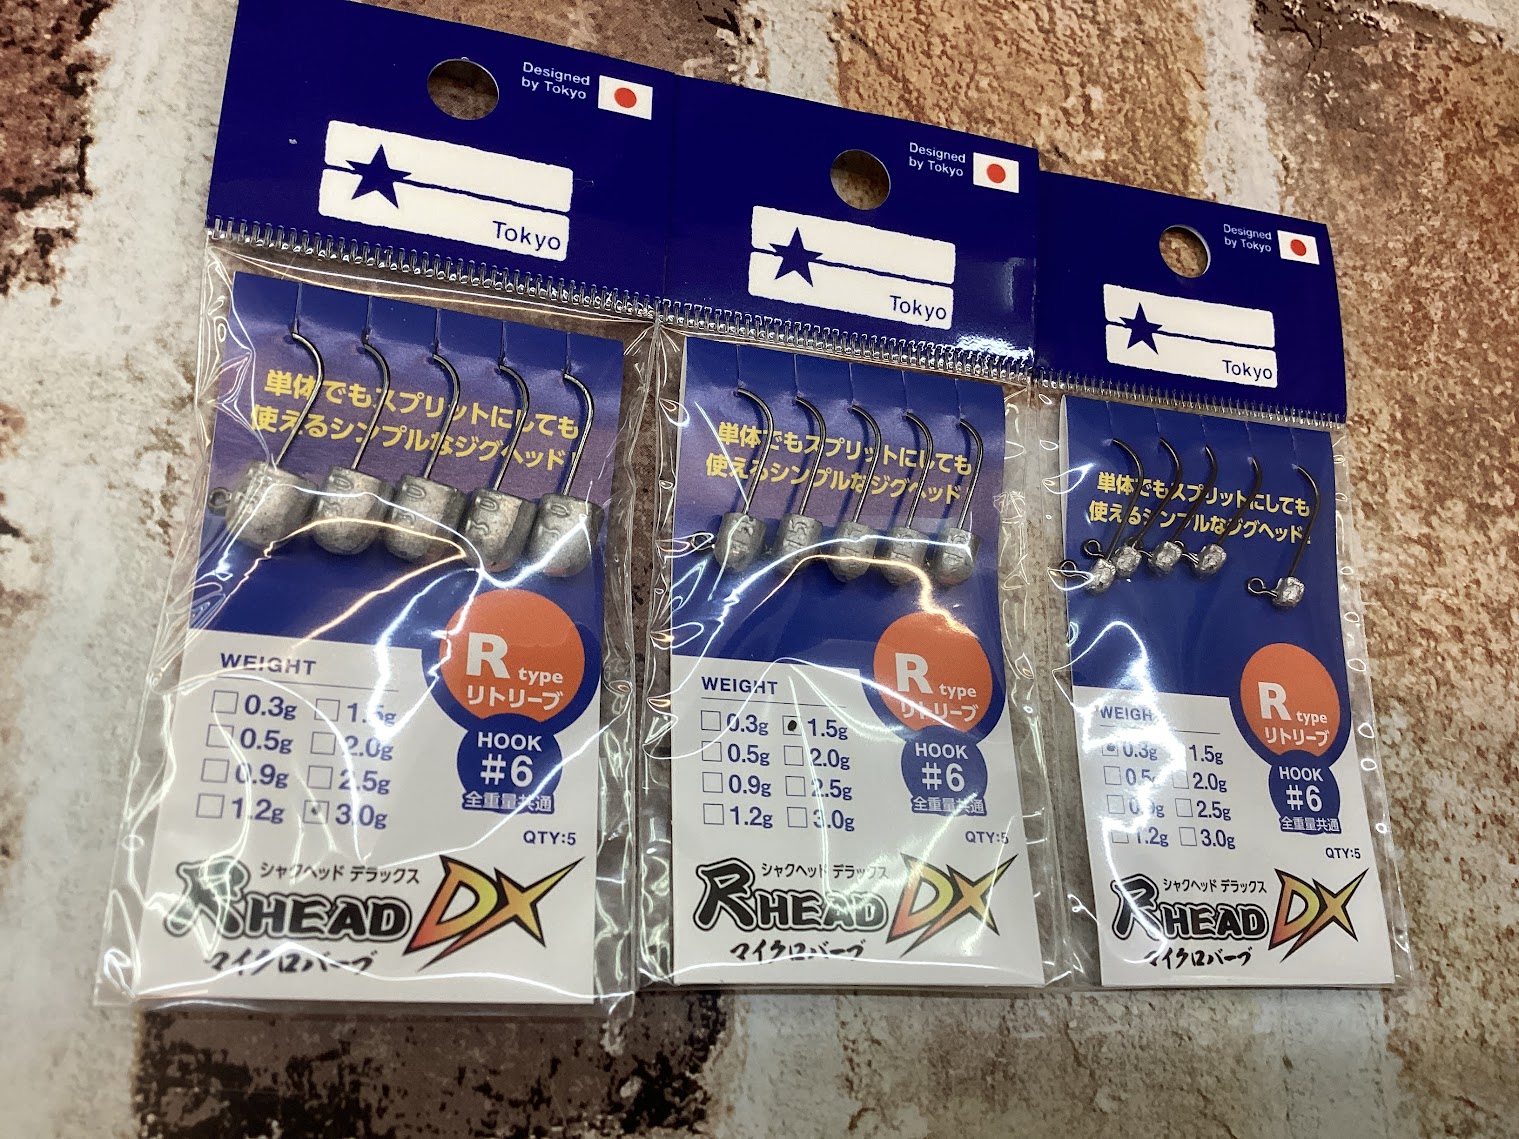 Designed
by Tokyo
Tokyo
単体でもスプリットにしても
使えるシンプルなジグヘッド!
30
30
30
30
WEIGHT
0.3g
1.5g
0.5g
2.0g
0.9g
2.5g
1.2g
3.0g
R type
リトリーブ
HOOK
#6
全重量共通
QTY:5
シャクヘッド デラックス
R HEAD DX
マイクロバーブ
Designed
by Tokyo
Tokyo
単体でもスプリットにしても
使えるシンプルなジグヘッド!
WEIGHT
0.3g
1.5g
0.5g
2.0g
0.9g
2.5g
1.2g
3.0g
R type
リトリーブ
HOOK
#6
全重量共通
QTY:5
シャクヘッド デラックス
R HEAD DX
マイクロバーブ
Designed
by Tokyo
Tokyo
単体でもスプリットにしても
使えるシンプルなジグヘッド!
WEIGH
0.3g
1.5g
0.5g
2.0g
0.9g
2.5g
1.2g
3.0g
R type
リトリーブ
HOOK
#6
全重量共通
QTY:5
シャクヘッド デラックス
R HEAD DX
マイクロバーブ